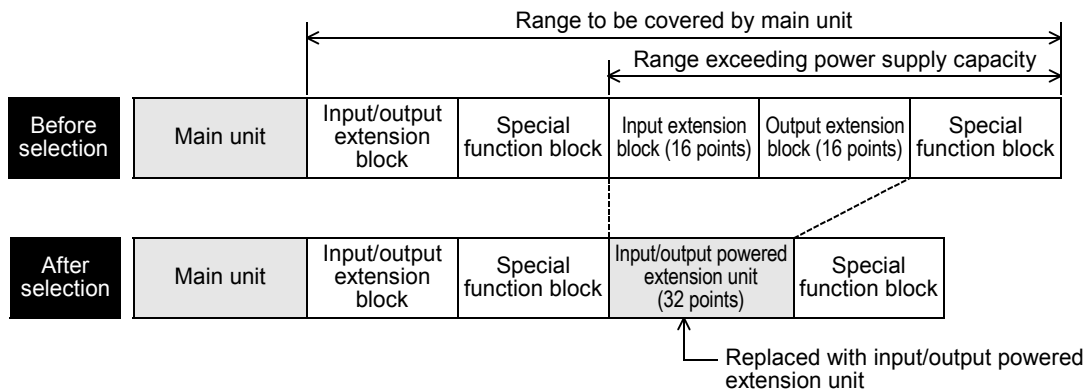 Range to be covered by main unit
Range exceeding power supply capacity
Before
selection
Main unit
Input/output
extension
block
Special
function block
Input extension
block (16 points)
Output extension
block (16 points)
Special
function block
After
selection
Main unit
Input/output
extension
block
Special
function block
Input/output powered
extension unit
(32 points)
Special
function block
Replaced with input/output powered
extension unit